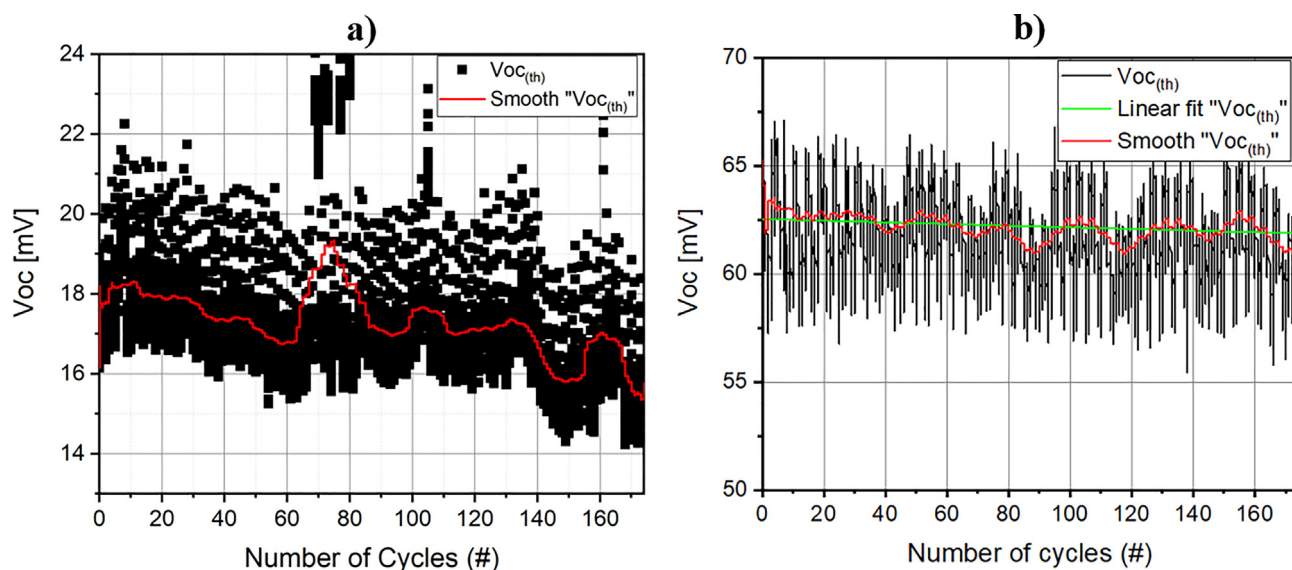 a)
24
22
20
18
16
14
Voc [mV]
0 20 40 60 80 100 120 140 160
Number of Cycles (#)
Voc(th)
Smooth "Voc(th)"
b)
70
65
60
55
50
Voc [mV]
0 20 40 60 80 100 120 140 160
Number of cycles (#)
Voc(th)
Linear fit "Voc(th)"
Smooth "Voc(th)"